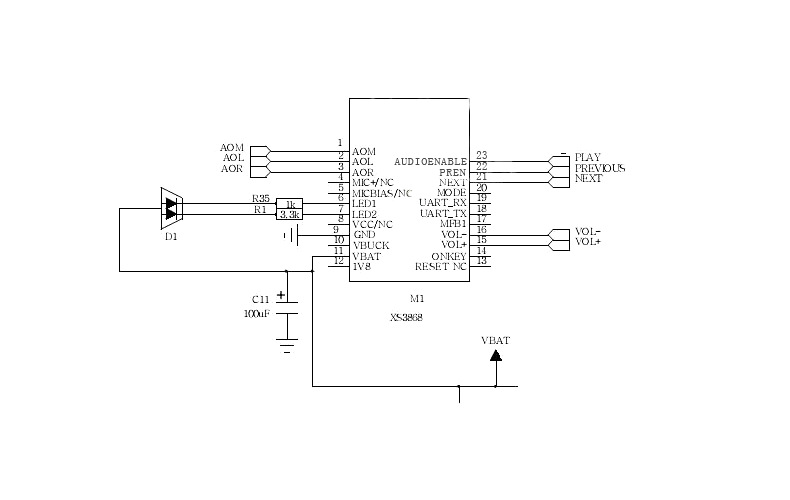 AOM
AOL
AOR
1
2
3
4
5
6
7
8
9
10
11
12
AOM
AOL
AOR
MIC+/NC
MICBIAS/NC
LED1
LED2
VCC/NC
GND
VBUCK
VBAT
1V8
AUDIOENABLE
PREN
NEXT
MODE
UART_RX
UART_TX
MFB1
VOL-
VOL+
ONKEY
RESET NC
23
22
21
20
19
18
17
16
15
14
13
PLAY
PREVIOUS
NEXT
VOL-
VOL+
R35
1k
R1
3.3k
D1
+
C11
100uF
M1
XS3868
VBAT